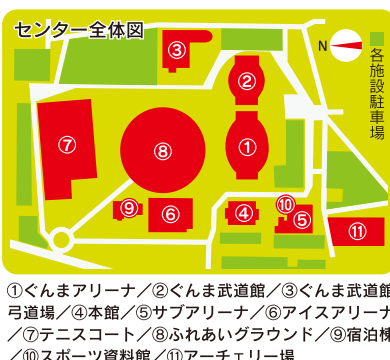 センター全体図
N
各施設駐車場
③
②
⑦
⑧
①
⑨
⑥
④
⑩
⑤
⑪
①ぐんまアリーナ／②ぐんま武道館／③ぐんま武道館
弓道場／④本館／⑤サブアリーナ／⑥アイスアリーナ
／⑦テニスコート／⑧ふれあいグラウンド／⑨宿泊棟
／⑩スポーツ資料館／⑪アーチェリー場